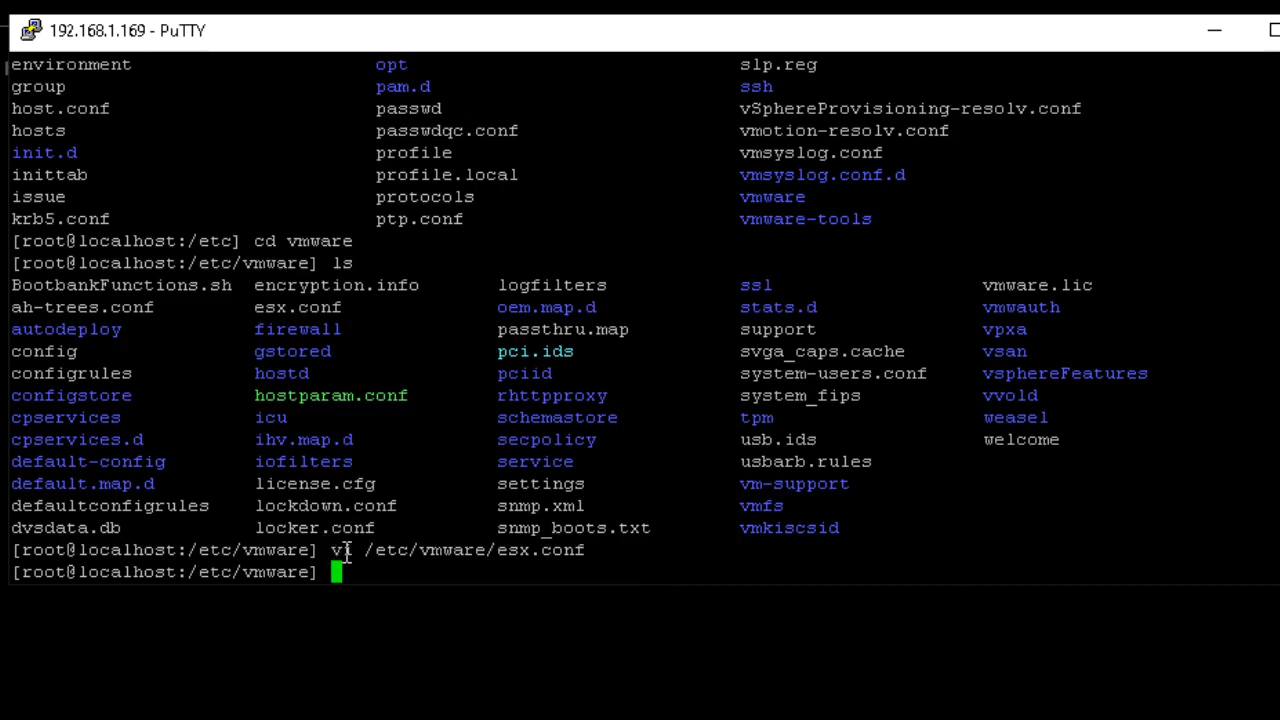 192.168.1.169 - PuTTY
environment opt slp.reg
group pam.d ssh
host.conf passwd vSphereProvisioning-resolv.conf
hosts passwdqc.conf vmotion-resolv.conf
init.d profile vmsyslog.conf
inittab profile.local vmsyslog.conf.d
issue protocols vmware
krb5.conf ptp.conf vmware-tools
[root@localhost:/etc] cd vmware
[root@localhost:/etc/vmware] ls
BootbankFunctions.sh encryption.info logfilters ssl vmware.lic
ah-trees.conf esx.conf oem.map.d stats.d vmwauth
autodeploy firewall passthru.map support vpxa
config gstored pci.ids svga_caps.cache vsan
configrules hostd pciid system-users.conf vsphereFeatures
configstore hostparam.conf rhttpproxy system_fips vvold
cpservices icu schemastore tpm weasel
cpservices.d ihv.map.d secpolicy usb.ids welcome
default-config iofilters service usbarb.rules
default.map.d license.cfg settings vm-support
defaultconfigrules lockdown.conf snmp.xml vmfs
dvsdata.db locker.conf snmp_boots.txt vmkiscsid
[root@localhost:/etc/vmware] vi /etc/vmware/esx.conf
[root@localhost:/etc/vmware]